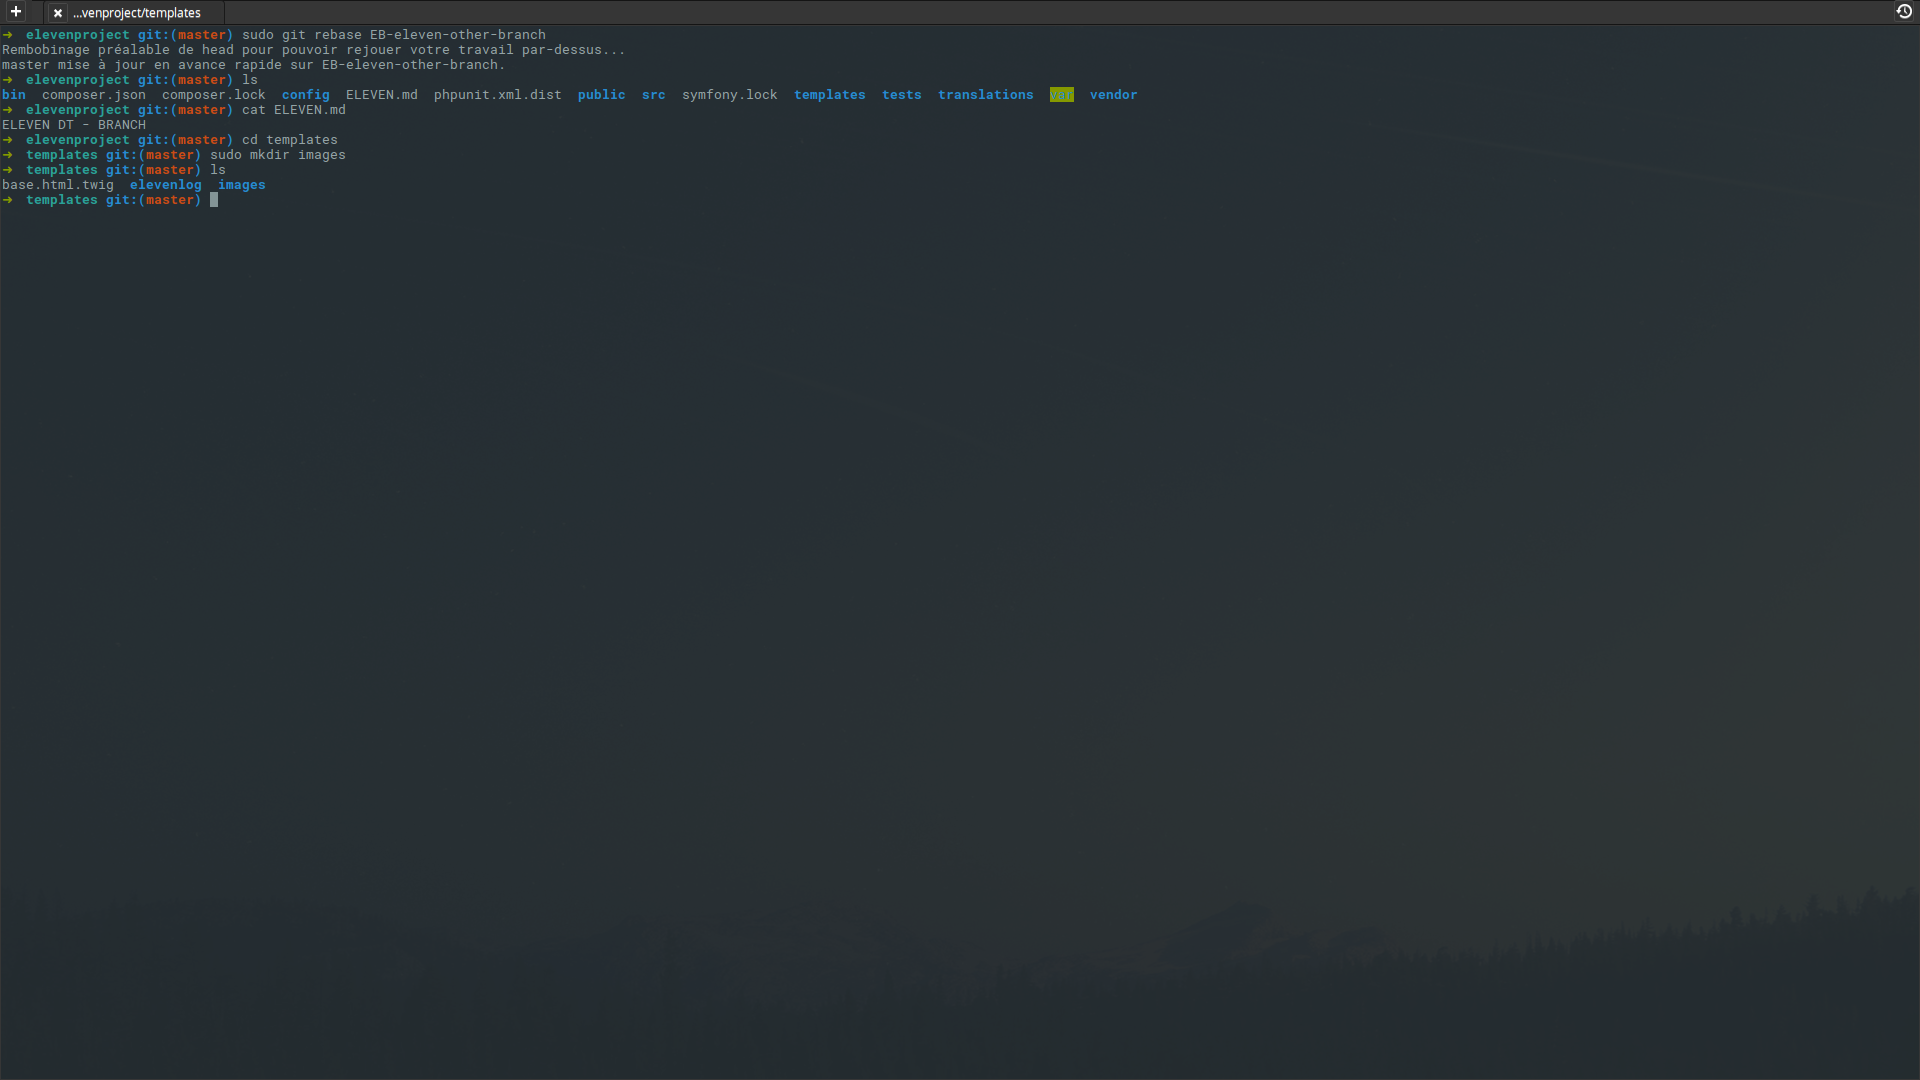 ...venproject/templates
➜ elevenproject git:(master) sudo git rebase EB-eleven-other-branch
Rembobinage préalable de head pour pouvoir rejouer votre travail par-dessus...
master mise à jour en avance rapide sur EB-eleven-other-branch.
➜ elevenproject git:(master) ls
bin composer.json composer.lock config ELEVEN.md phpunit.xml.dist public src symfony.lock templates tests translations var vendor
➜ elevenproject git:(master) cat ELEVEN.md
ELEVEN DT - BRANCH
➜ elevenproject git:(master) cd templates
➜ templates git:(master) sudo mkdir images
➜ templates git:(master) ls
base.html.twig elevenlog images
➜ templates git:(master)